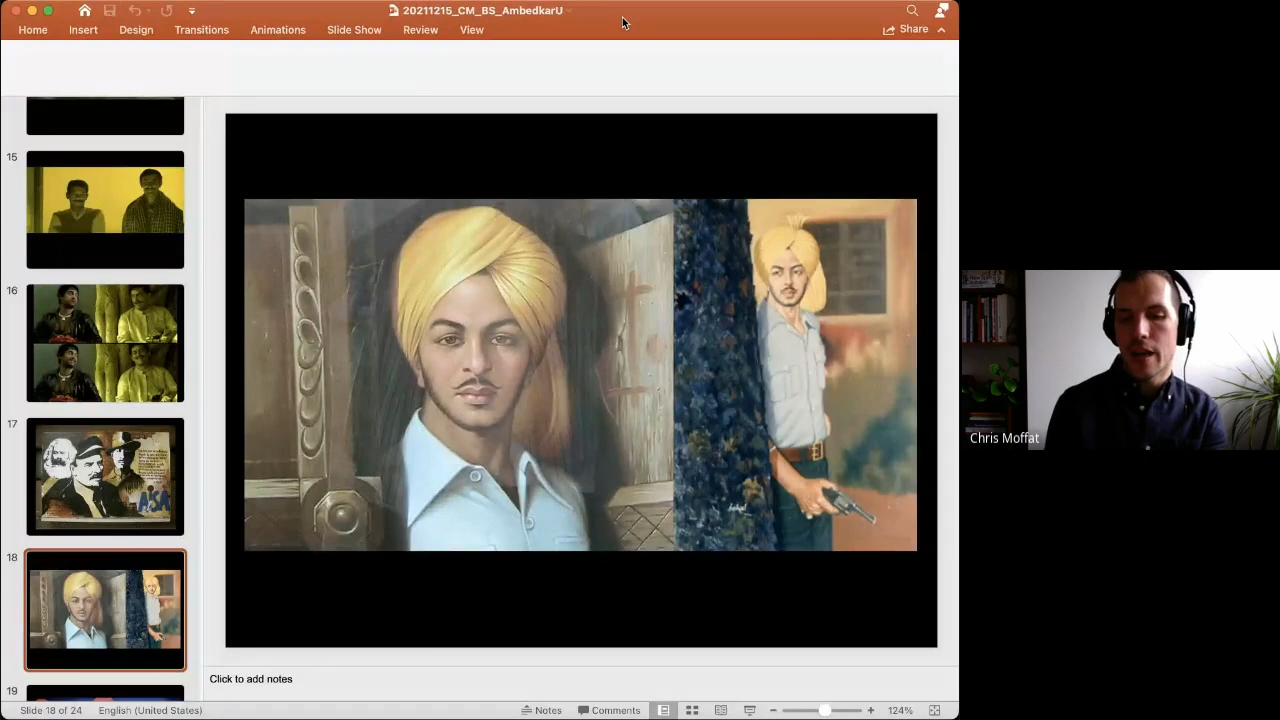 20211215_CM_BS_AmbedkarU
Home Insert Design Transitions Animations Slide Show Review View Share
15
16
17
ASA
18
19
Chris Moffat
Click to add notes
Slide 18 of 24 English (United States) Notes Comments 124%